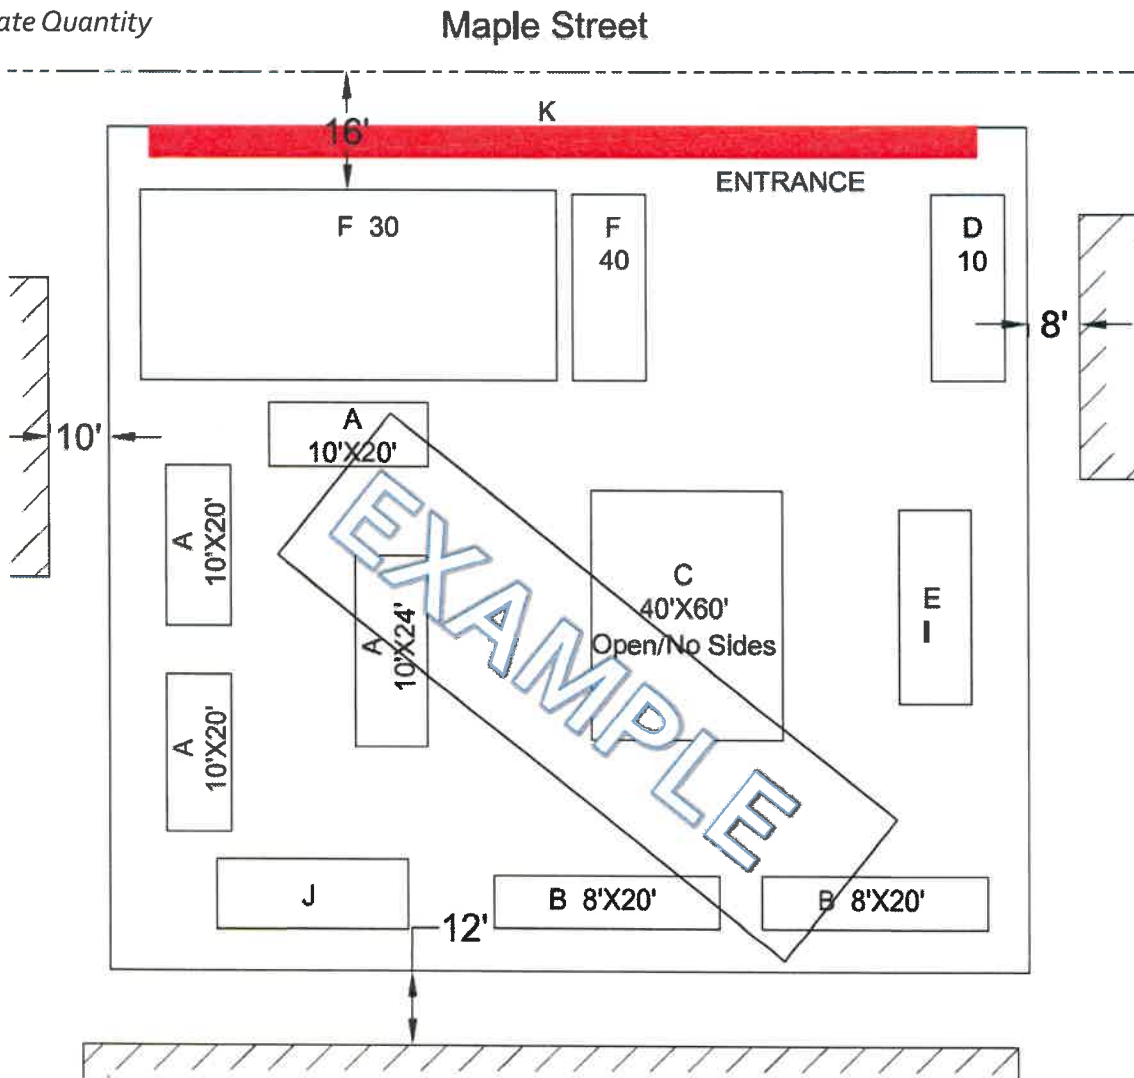 ate Quantity
Maple Street
K
16'
ENTRANCE
F 30
F
40
D
10
8'
10'
A
10'X20'
A
10'X20'
A
10'X24'
C
40'X60'
Open/No Sides
E
I
EXAMPLE
A
10'X20'
J
B 8'X20'
B 8'X20'
12'